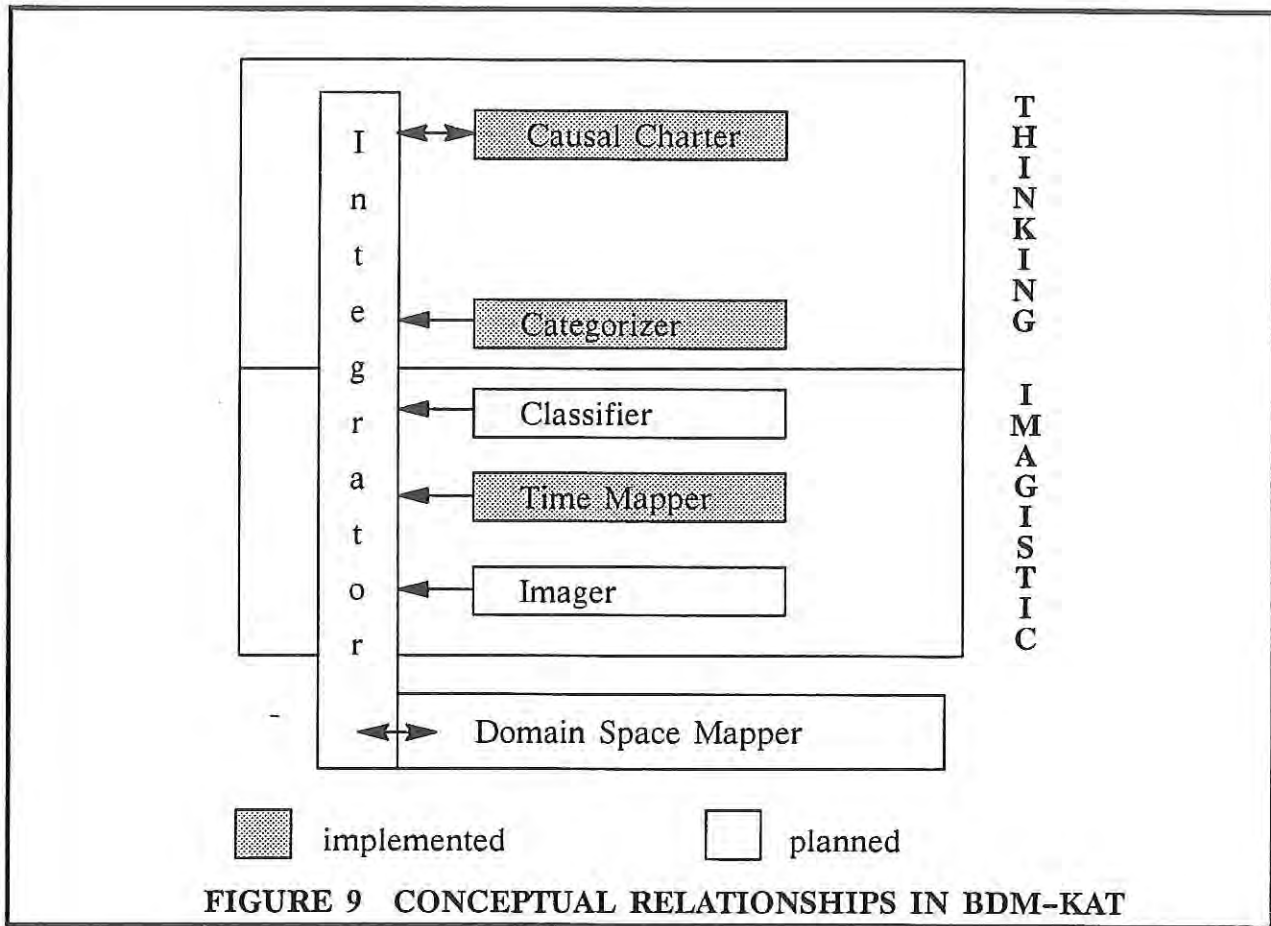 Integrator
Causal Charter
Categorizer
Classifier
Time Mapper
Imager
Domain Space Mapper
THINKING
IMAGISTIC
implemented
planned
FIGURE 9 CONCEPTUAL RELATIONSHIPS IN BDM-KAT